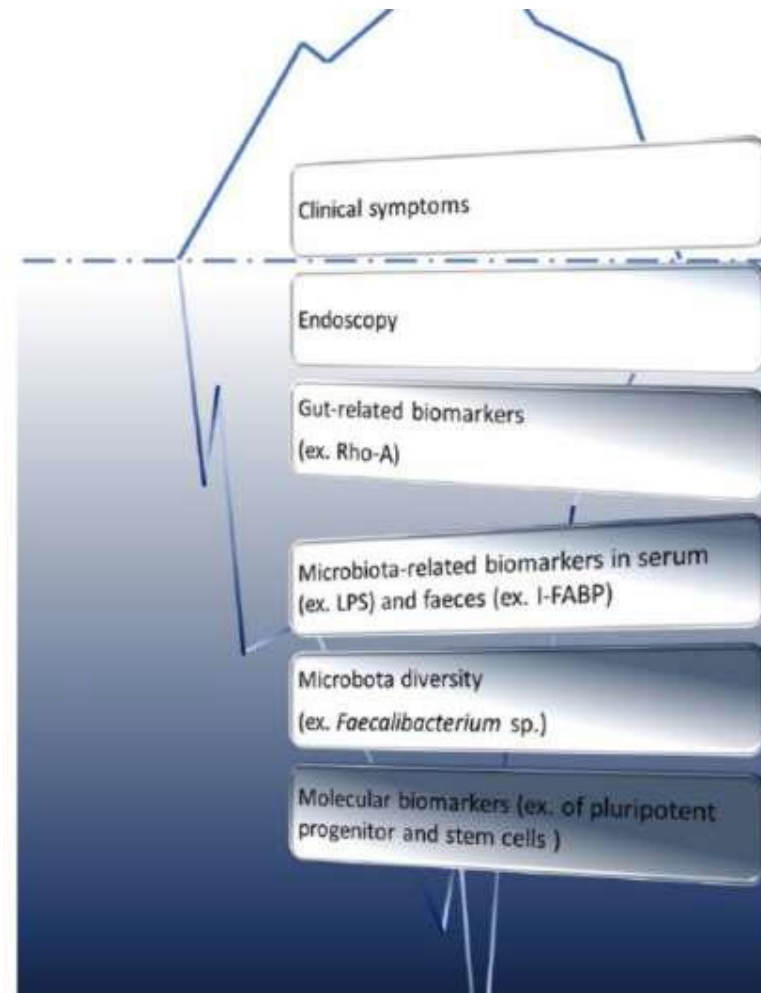 Clinical symptoms
Endoscopy
Gut-related biomarkers
(ex. Rho-A)
Microbiota-related biomarkers in serum
(ex. LPS) and faeces (ex. I-FABP)
Microbota diversity
(ex. Faecalibacterium sp.)
Molecular biomarkers (ex. of pluripotent
progenitor and stem cells )